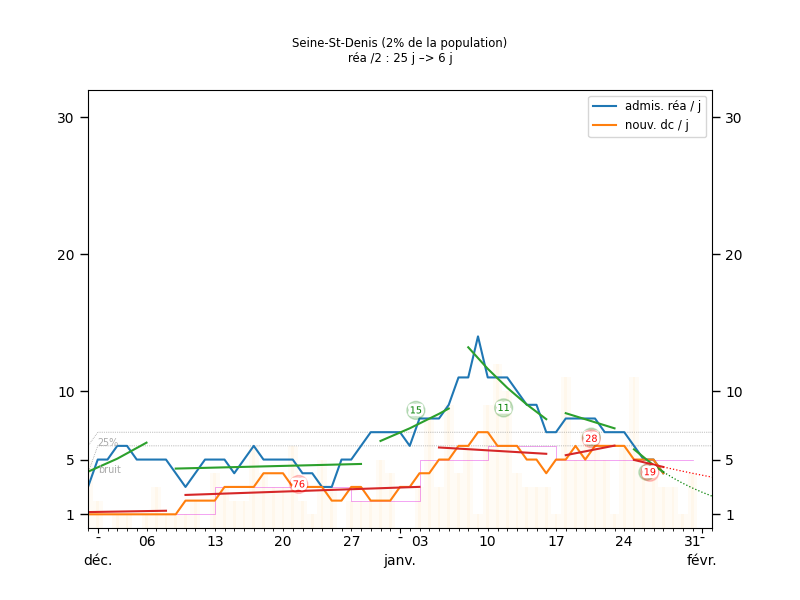 Seine-St-Denis (2% de la population)
réa /2 : 25 j –> 6 j
admis. réa / j
nouv. dc / j
30
30
20
20
10
10
5
5
1
1
25%
bruit
15
11
28
76
19
- 06 13 20 27 - 03 10 17 24 31 -
déc. janv. févr.